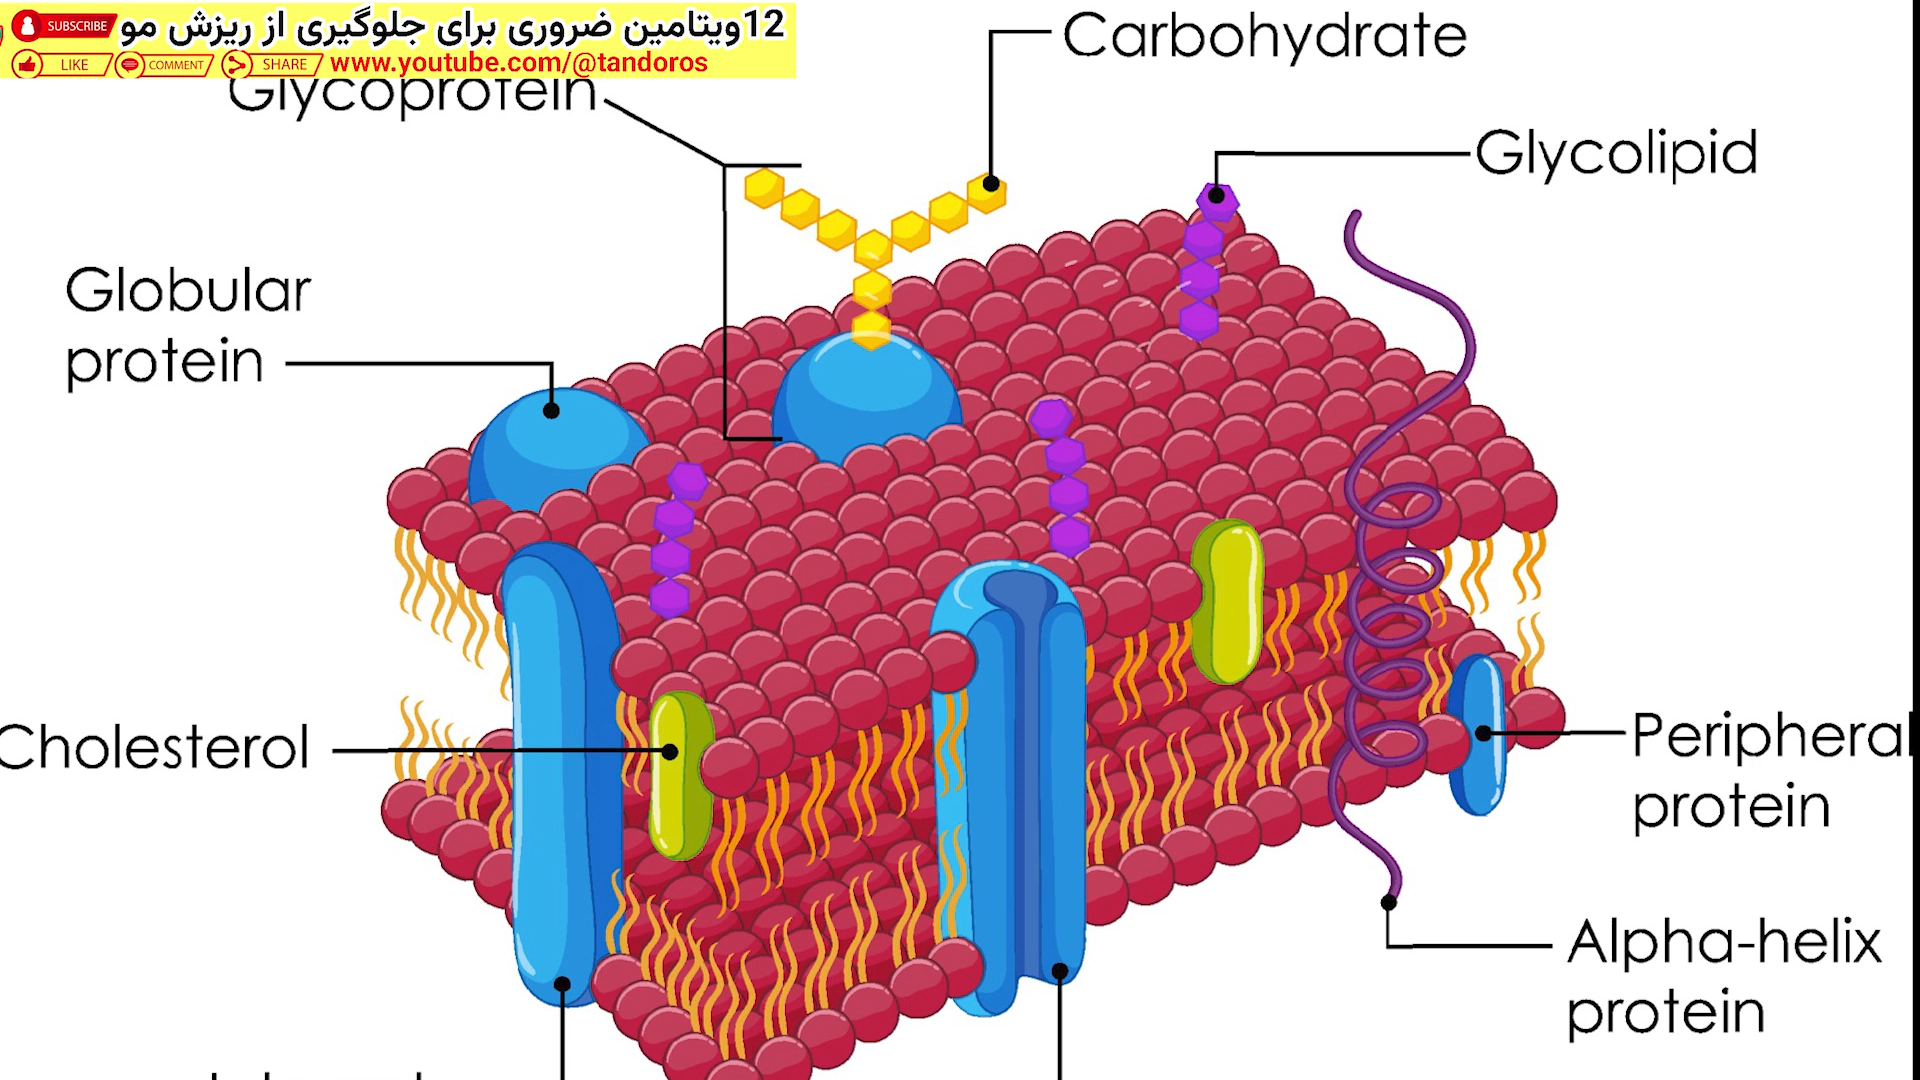 SUBSCRIBE
12ویتامین ضروری برای جلوگیری از ریزش مو
LIKE
COMMENT
SHARE
www.youtube.com/@tandoros
Carbohydrate
Glycoprotein
Glycolipid
Globular
protein
Cholesterol
Peripheral
protein
Alpha-helix
protein